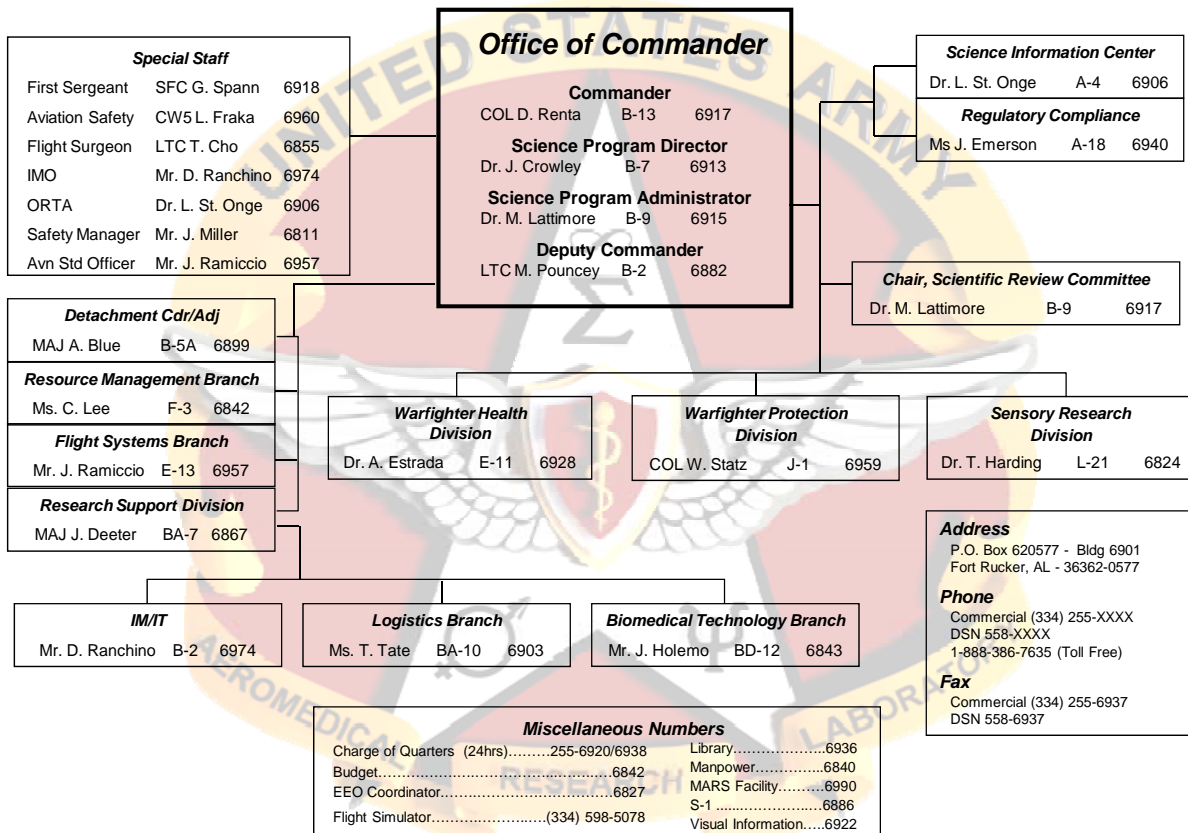 UNITED STATES ARMY
AEROMEDICAL RESEARCH LABORATORY
Σ
Ψ
Office of Commander
Commander
COL D. Renta B-13 6917
Science Program Director
Dr. J. Crowley B-7 6913
Science Program Administrator
Dr. M. Lattimore B-9 6915
Deputy Commander
LTC M. Pouncey B-2 6882
Special Staff
First Sergeant SFC G. Spann 6918
Aviation Safety CW5 L. Fraka 6960
Flight Surgeon LTC T. Cho 6855
IMO Mr. D. Ranchino 6974
ORTA Dr. L. St. Onge 6906
Safety Manager Mr. J. Miller 6811
Avn Std Officer Mr. J. Ramiccio 6957
Science Information Center
Dr. L. St. Onge A-4 6906
Regulatory Compliance
Ms J. Emerson A-18 6940
Chair, Scientific Review Committee
Dr. M. Lattimore B-9 6917
Detachment Cdr/Adj
MAJ A. Blue B-5A 6899
Resource Management Branch
Ms. C. Lee F-3 6842
Flight Systems Branch
Mr. J. Ramiccio E-13 6957
Research Support Division
MAJ J. Deeter BA-7 6867
Warfighter Health
Division
Dr. A. Estrada E-11 6928
Warfighter Protection
Division
COL W. Statz J-1 6959
Sensory Research
Division
Dr. T. Harding L-21 6824
IM/IT
Mr. D. Ranchino B-2 6974
Logistics Branch
Ms. T. Tate BA-10 6903
Biomedical Technology Branch
Mr. J. Holemo BD-12 6843
Address
P.O. Box 620577 - Bldg 6901
Fort Rucker, AL - 36362-0577
Phone
Commercial (334) 255-XXXX
DSN 558-XXXX
1-888-386-7635 (Toll Free)
Fax
Commercial (334) 255-6937
DSN 558-6937
Miscellaneous Numbers
Charge of Quarters (24hrs).........255-6920/6938
Budget.......................................6842
EEO Coordinator..............................6827
Flight Simulator.....................(334) 598-5078
Library..................6936
Manpower..............6840
MARS Facility..........6990
S-1 ........................6886
Visual Information.....6922